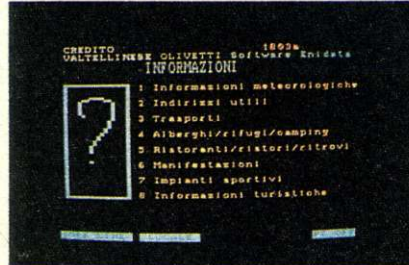 CREDITO 1803a
VALTELLINESE OLIVETTI Software Enidata
INFORMAZIONI
?
1 Informazioni meteorologiche
2 Indirizzi utili
3 Trasporti
4 Alberghi/rifugi/camping
5 Ristoranti/ristori/ritrovi
6 Manifestazioni
7 Impianti sportivi
8 Informazioni turistiche